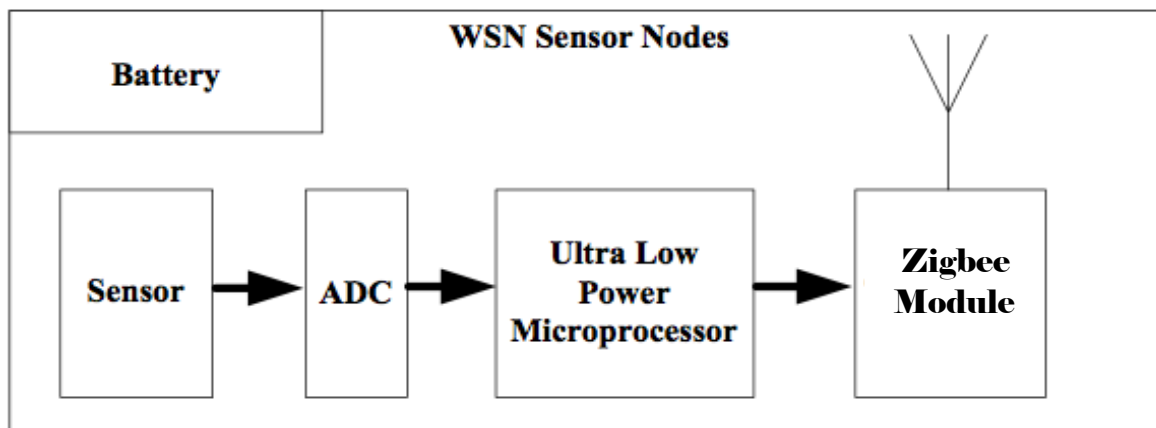 WSN Sensor Nodes
Battery
Sensor
ADC
Ultra Low
Power
Microprocessor
Zigbee
Module